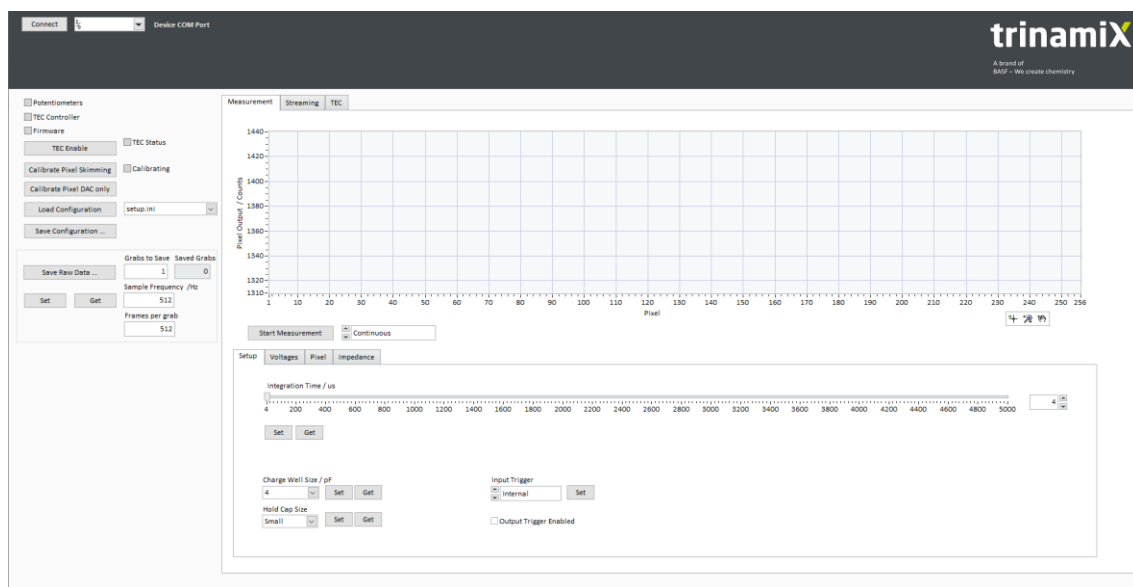 Connect Device COM Port
trinamiX
A brand of
BASF – We create chemistry
Potentiometers
TEC Controller
Firmware
TEC Enable TEC Status
Calibrate Pixel Skimming Calibrating
Calibrate Pixel DAC only
Load Configuration setup.ini
Save Configuration ...
Grabs to Save Saved Grabs
Save Raw Data ... 1 0
Sample Frequency /Hz
Set Get 512
Frames per grab
512
Measurement Streaming TEC
Pixel Output / Counts
1440
1420
1400
1380
1360
1340
1320
1310
1 10 20 30 40 50 60 70 80 90 100 110 120 130 140 150 160 170 180 190 200 210 220 230 240 250 256
Pixel
Start Measurement Continuous
Setup Voltages Pixel Impedance
Integration Time / us
4 200 400 600 800 1000 1200 1400 1600 1800 2000 2200 2400 2600 2800 3000 3200 3400 3600 3800 4000 4200 4400 4600 4800 5000 4
Set Get
Charge Well Size / pF Input Trigger
4 Set Get Internal Set
Hold Cap Size
Small Set Get Output Trigger Enabled